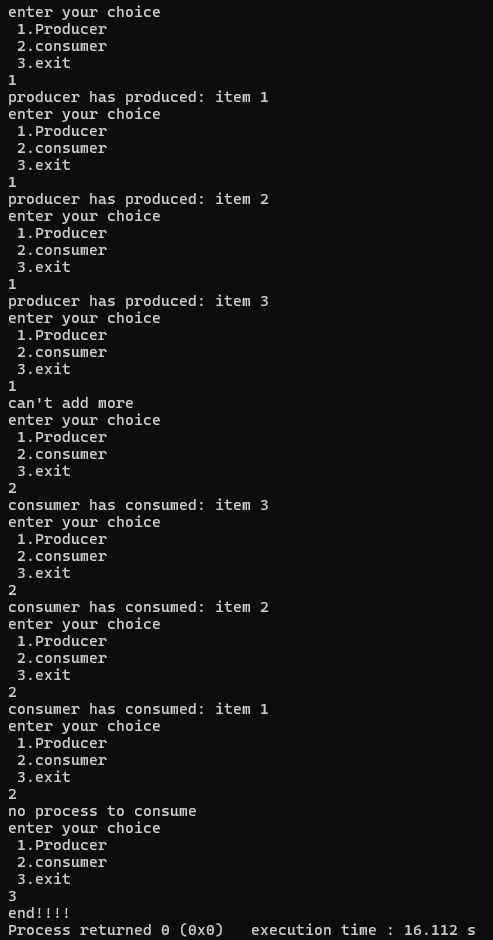 enter your choice
 1.Producer
 2.consumer
 3.exit
1
producer has produced: item 1
enter your choice
 1.Producer
 2.consumer
 3.exit
1
producer has produced: item 2
enter your choice
 1.Producer
 2.consumer
 3.exit
1
producer has produced: item 3
enter your choice
 1.Producer
 2.consumer
 3.exit
1
can't add more
enter your choice
 1.Producer
 2.consumer
 3.exit
2
consumer has consumed: item 3
enter your choice
 1.Producer
 2.consumer
 3.exit
2
consumer has consumed: item 2
enter your choice
 1.Producer
 2.consumer
 3.exit
2
consumer has consumed: item 1
enter your choice
 1.Producer
 2.consumer
 3.exit
2
no process to consume
enter your choice
 1.Producer
 2.consumer
 3.exit
3
end!!!!
Process returned 0 (0x0)   execution time : 16.112 s